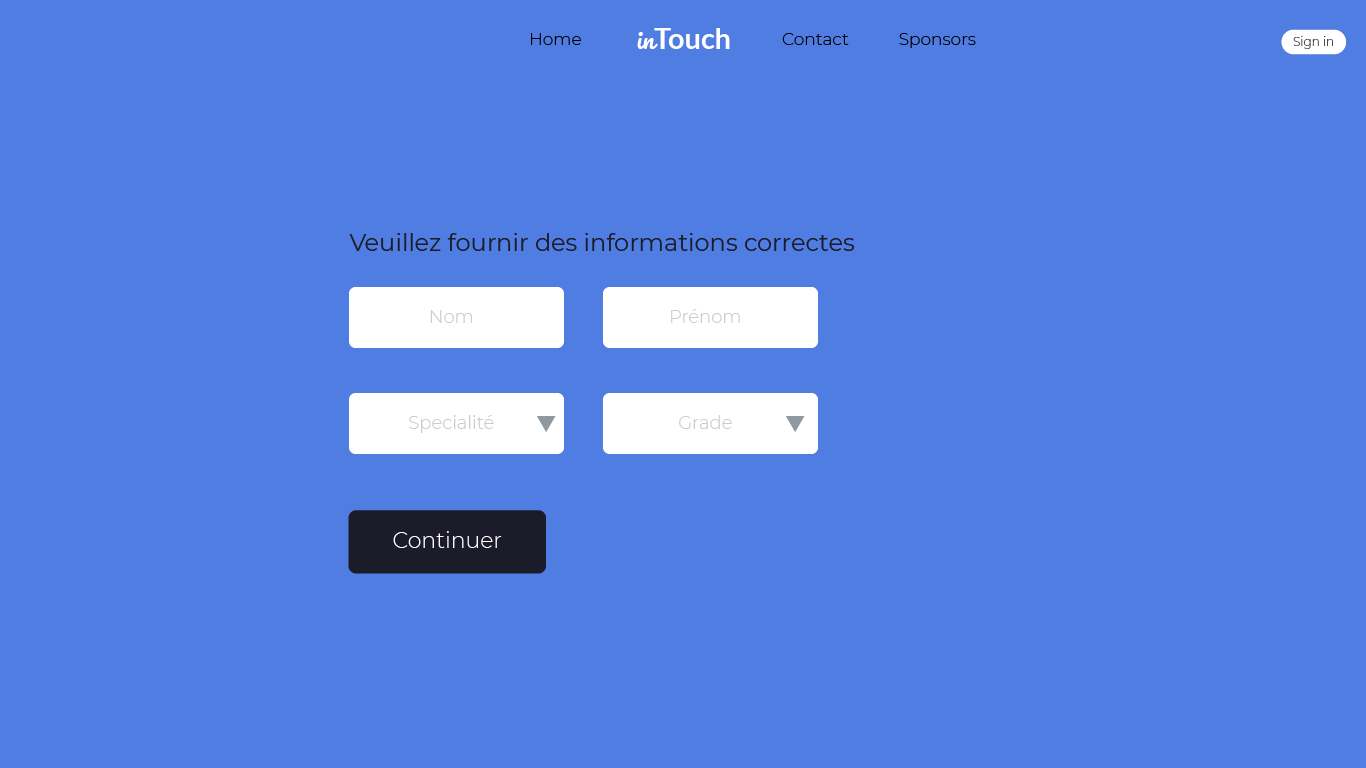 Home inTouch Contact Sponsors Sign in
Veuillez fournir des informations correctes
Nom Prénom
Specialité Grade
Continuer